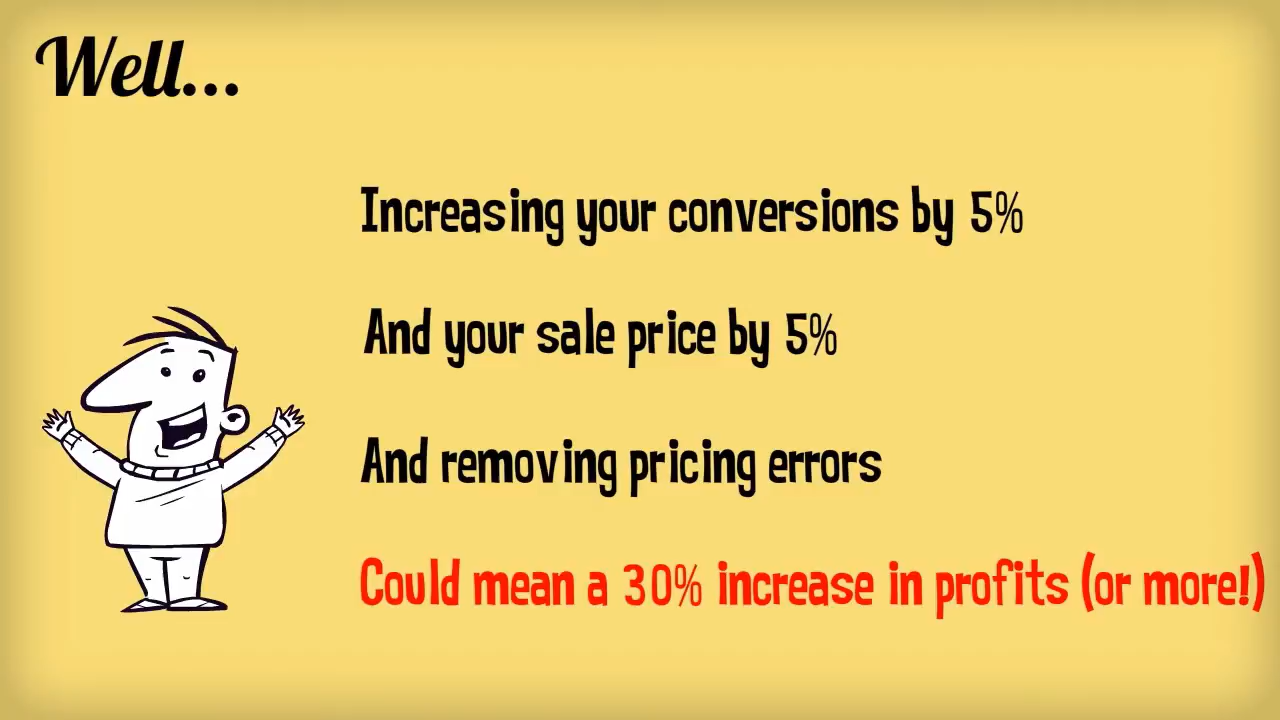 Well...
Increasing your conversions by 5%
And your sale price by 5%
And removing pricing errors
Could mean a 30% increase in profits (or more!)